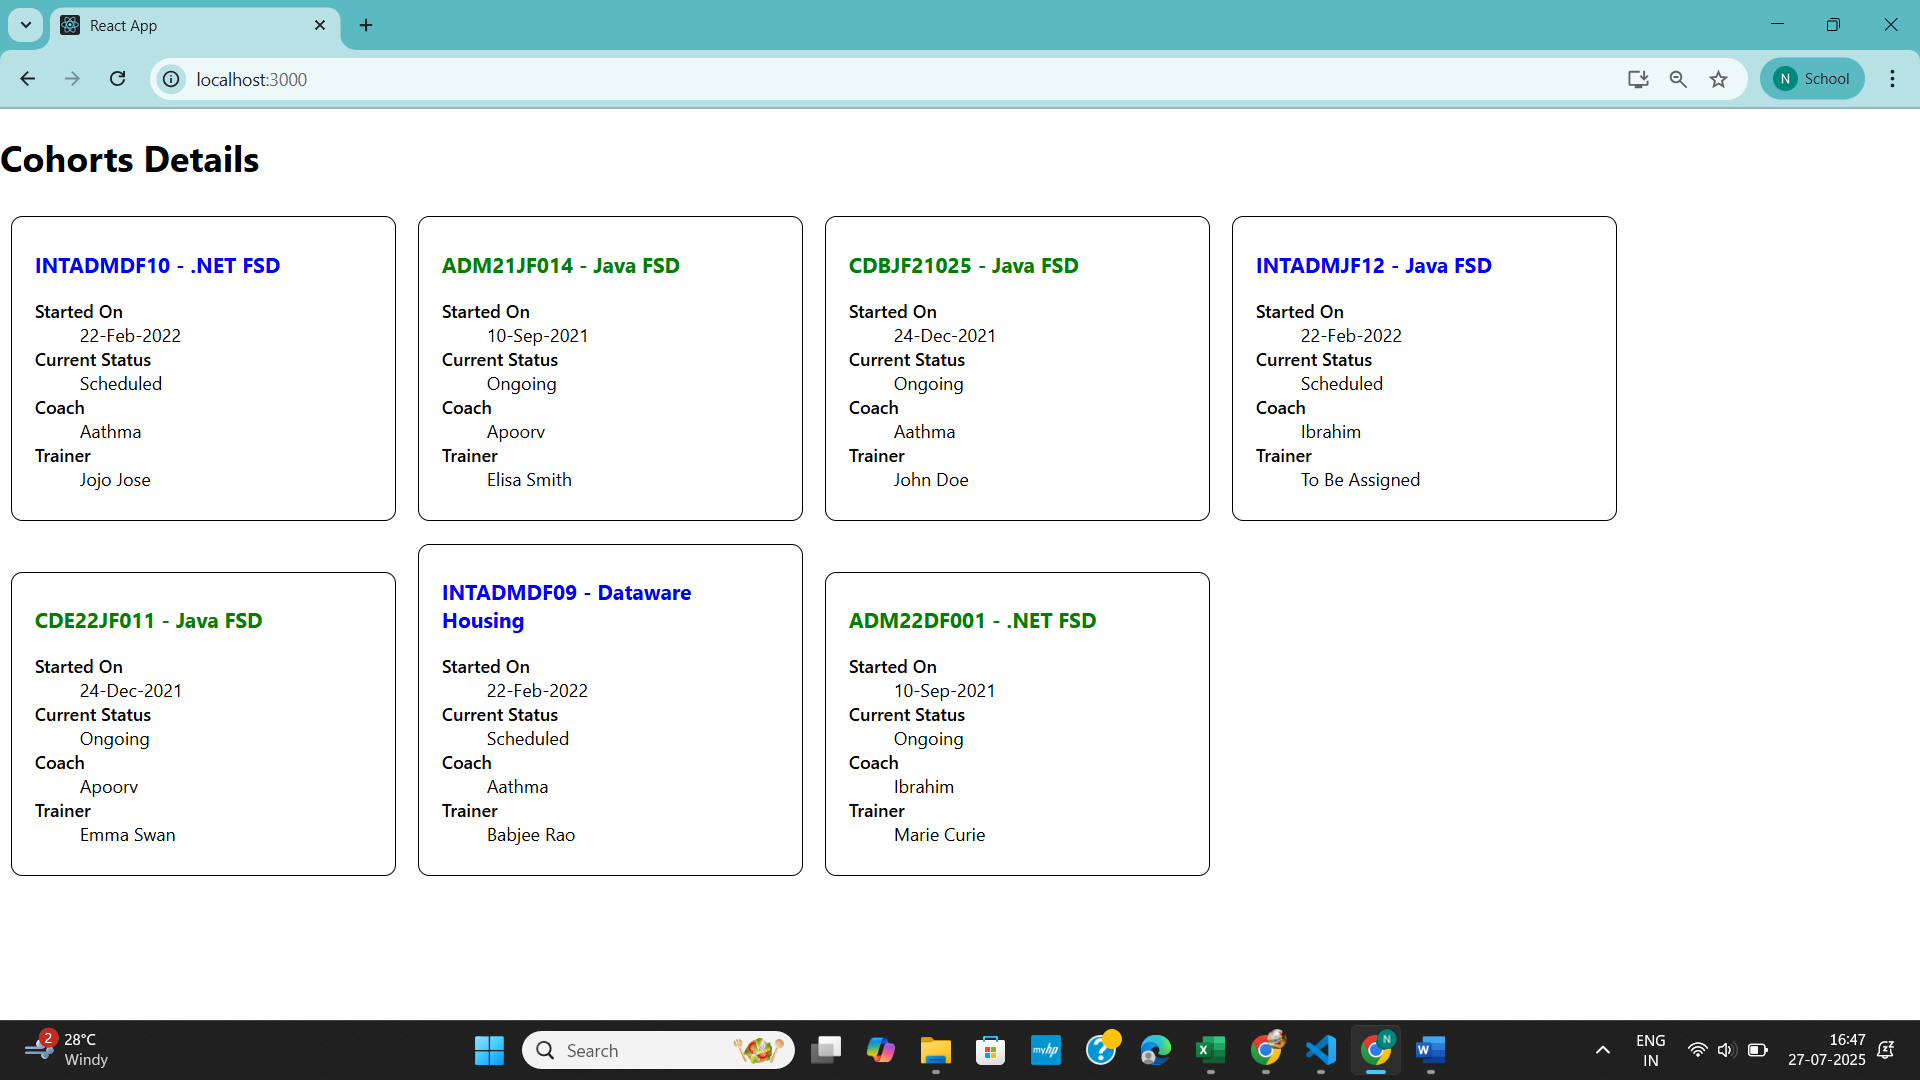 React App
localhost:3000
N School
Cohorts Details
INTADMDF10 - .NET FSD
Started On
22-Feb-2022
Current Status
Scheduled
Coach
Aathma
Trainer
Jojo Jose
ADM21JF014 - Java FSD
Started On
10-Sep-2021
Current Status
Ongoing
Coach
Apoorv
Trainer
Elisa Smith
CDBJF21025 - Java FSD
Started On
24-Dec-2021
Current Status
Ongoing
Coach
Aathma
Trainer
John Doe
INTADMJF12 - Java FSD
Started On
22-Feb-2022
Current Status
Scheduled
Coach
Ibrahim
Trainer
To Be Assigned
CDE22JF011 - Java FSD
Started On
24-Dec-2021
Current Status
Ongoing
Coach
Apoorv
Trainer
Emma Swan
INTADMDF09 - Dataware
Housing
Started On
22-Feb-2022
Current Status
Scheduled
Coach
Aathma
Trainer
Babjee Rao
ADM22DF001 - .NET FSD
Started On
10-Sep-2021
Current Status
Ongoing
Coach
Ibrahim
Trainer
Marie Curie
2
28°C
Windy
Search
myhp
N
ENG
IN
16:47
27-07-2025